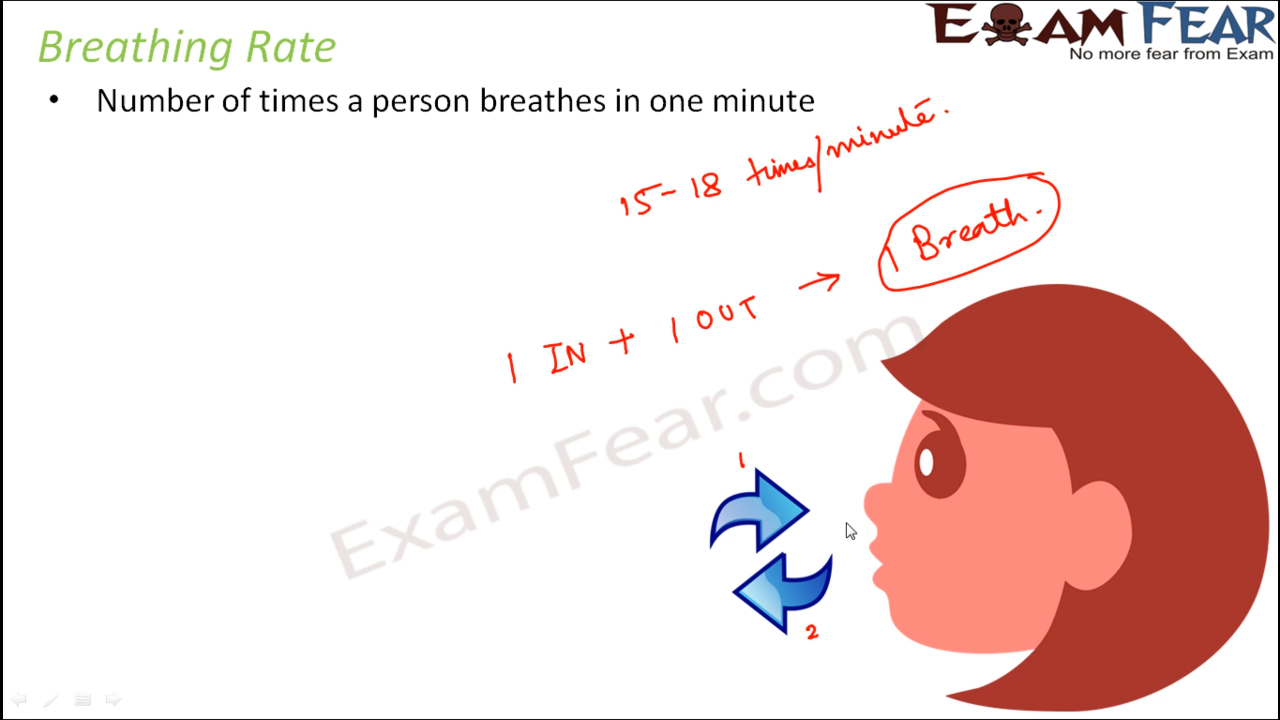 Breathing Rate
EXAM FEAR
No more fear from Exam
• Number of times a person breathes in one minute
15-18 times/minute.
1 Breath.
1 IN + 1 OUT →
ExamFear.com
1
2